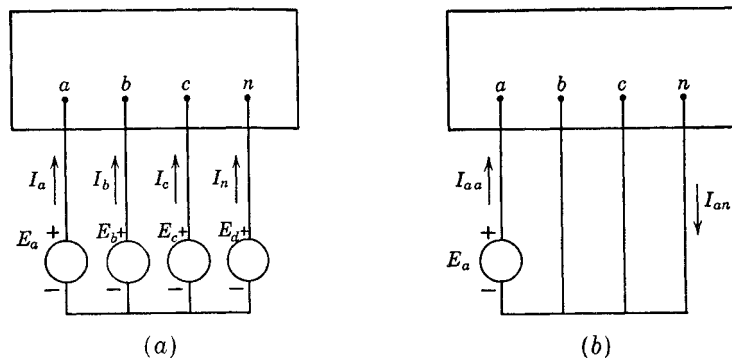 a b c n
a b c n
I_a I_b I_c I_n
I_aa I_an
+ + + +
+
E_a E_b E_c E_d
E_a
− − − −
−
(a) (b)